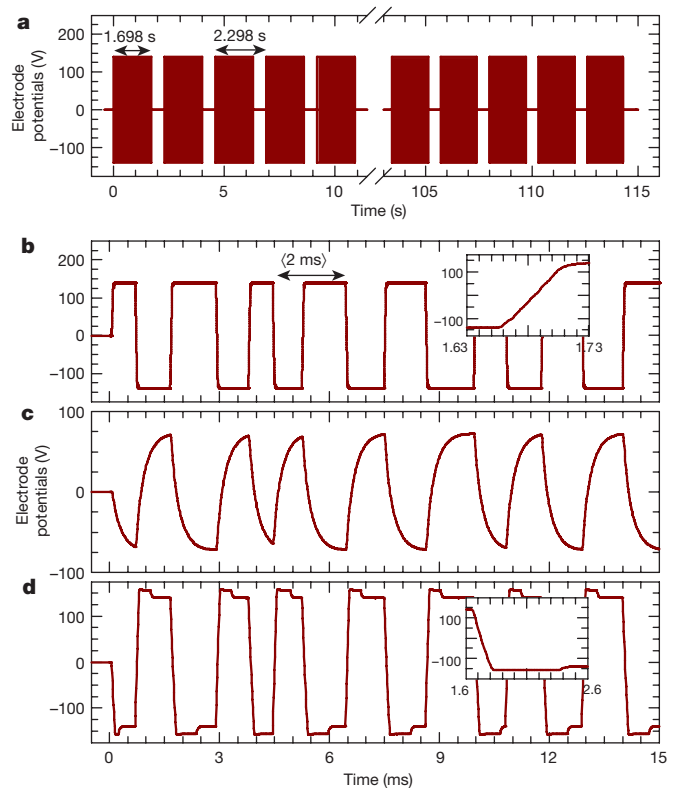 a
200
100
0
−100
Electrode
potentials (V)
1.698 s
2.298 s
0 5 10 105 110 115
Time (s)
b
200
100
0
−100
⟨2 ms⟩
100
−100
1.63 1.73
c
100
0
−100
Electrode
potentials (V)
d
100
0
−100
100
−100
1.6 2.6
0 3 6 9 12 15
Time (ms)